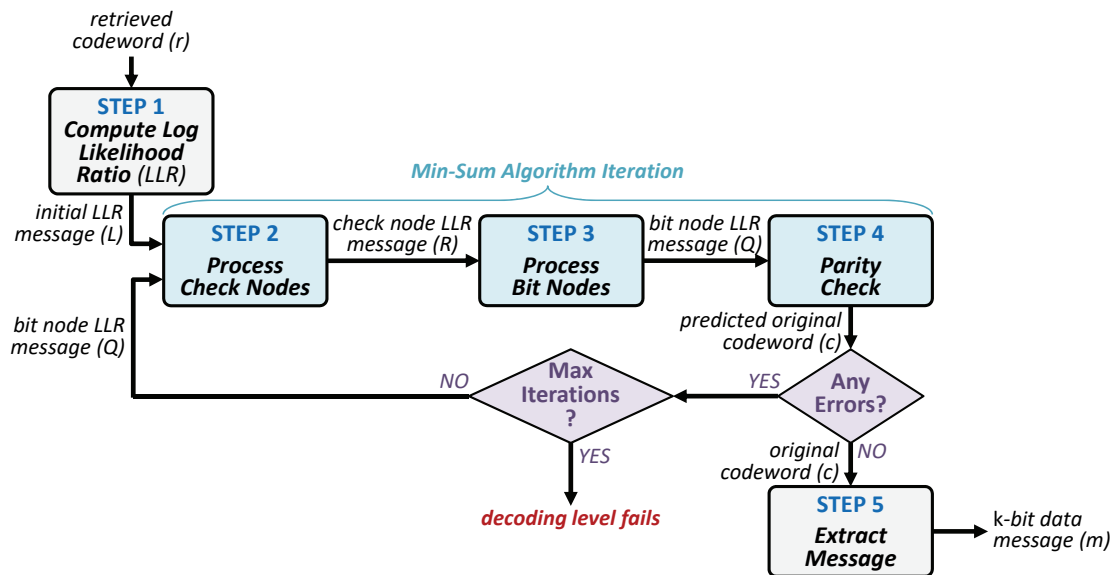 retrieved
codeword (r)
STEP 1
Compute Log
Likelihood
Ratio (LLR)
Min-Sum Algorithm Iteration
initial LLR
message (L)
STEP 2
Process
Check Nodes
check node LLR
message (R)
STEP 3
Process
Bit Nodes
bit node LLR
message (Q)
STEP 4
Parity
Check
bit node LLR
message (Q)
predicted original
codeword (c)
Any
Errors?
YES
Max
Iterations
?
NO
YES
decoding level fails
NO
original
codeword (c)
STEP 5
Extract
Message
k-bit data
message (m)